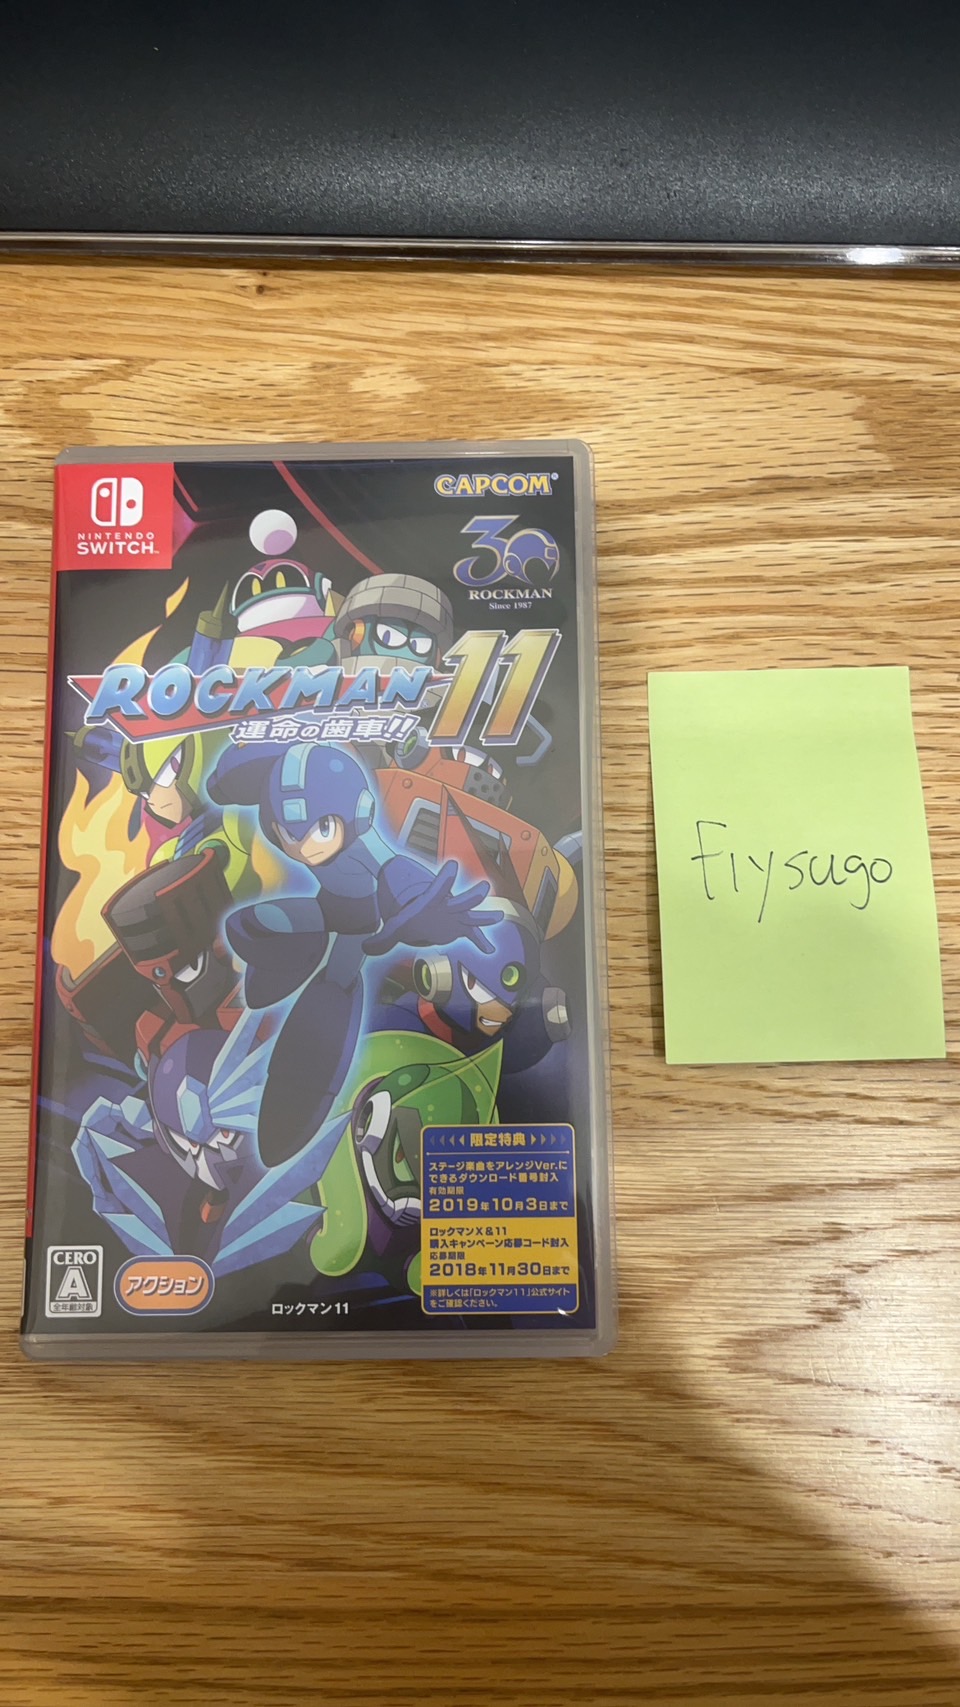 NINTENDO
SWITCH™
CAPCOM®
30
ROCKMAN
Since 1987
ROCKMAN 11
運命の歯車!!
Flysugo
限定特典
ステージ楽曲をアレンジVer.に
できるダウンロード番号封入
有効期限
2019年10月3日まで
ロックマンX&11
購入キャンペーン応募コード封入
応募期限
2018年11月30日まで
※詳しくは「ロックマン11」公式サイト
をご確認ください。
CERO
A
全年齢対象
アクション
ロックマン11